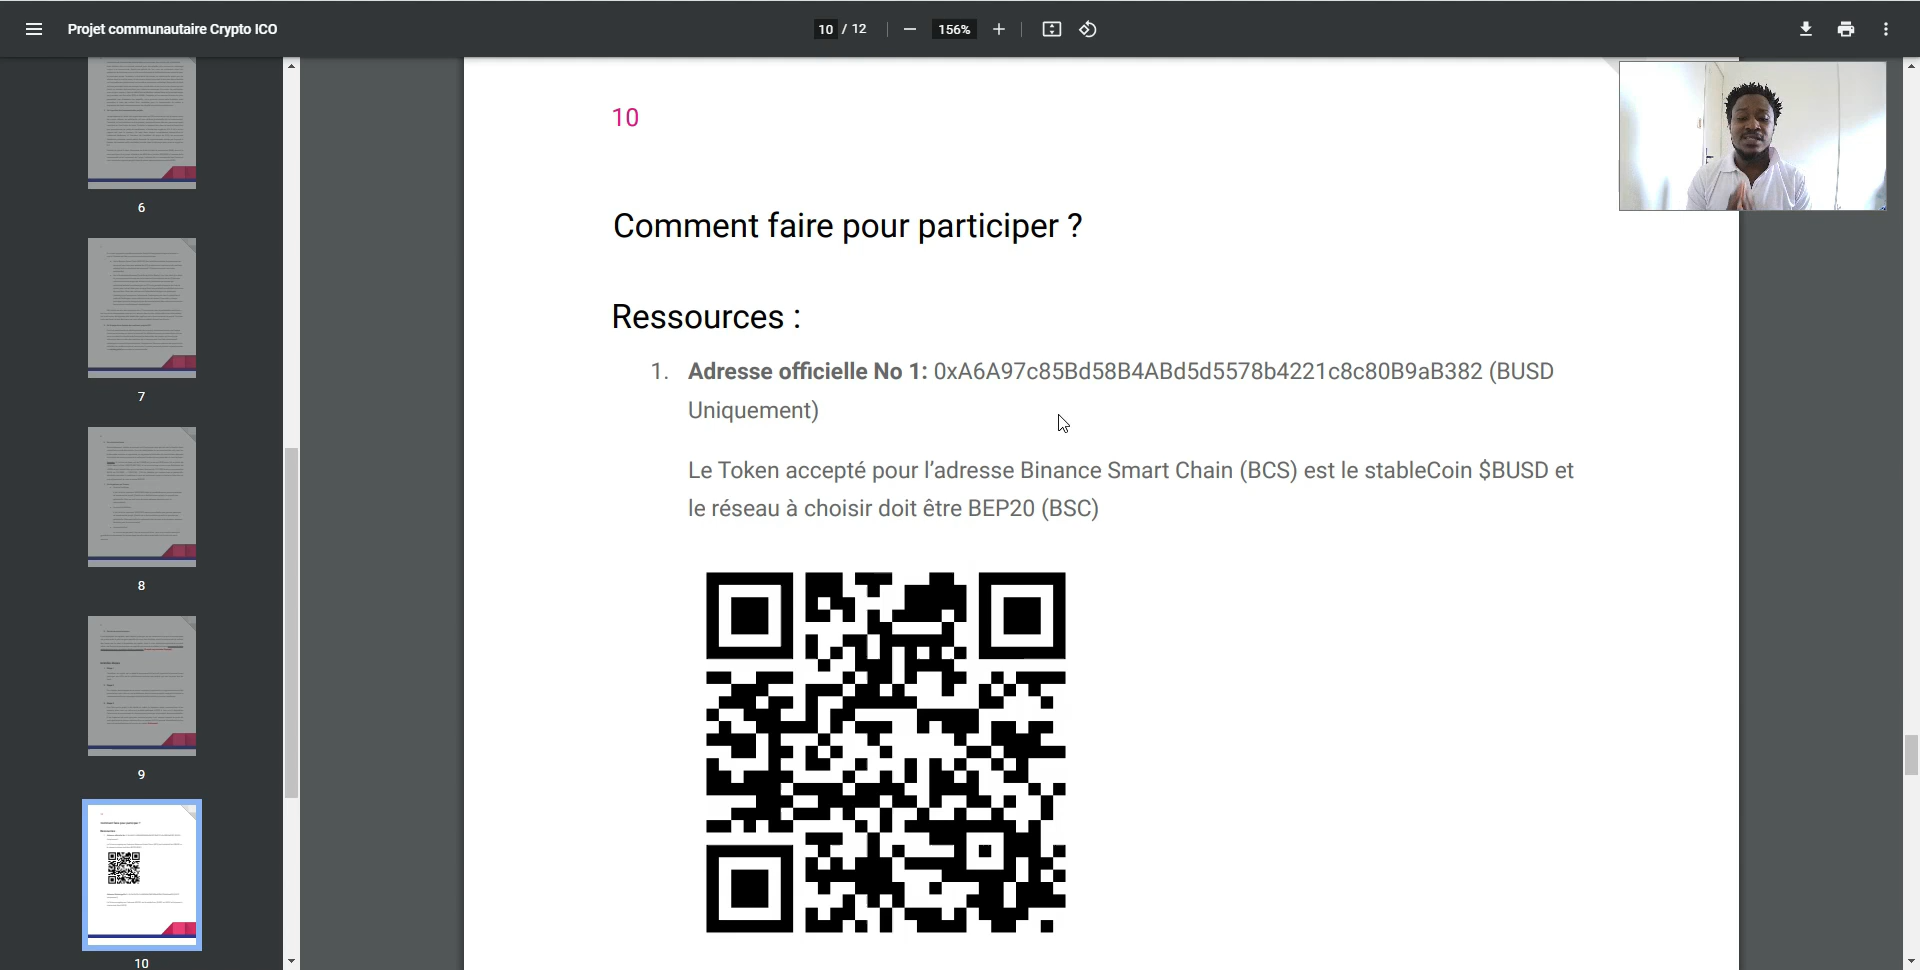 Projet communautaire Crypto ICO
10 / 12
156%
6
7
8
9
10
10
Comment faire pour participer ?
Ressources :
1. Adresse officielle No 1: 0xA6A97c85Bd58B4ABd5d5578b4221c8c80B9aB382 (BUSD
Uniquement)
Le Token accepté pour l’adresse Binance Smart Chain (BCS) est le stableCoin $BUSD et
le réseau à choisir doit être BEP20 (BSC)